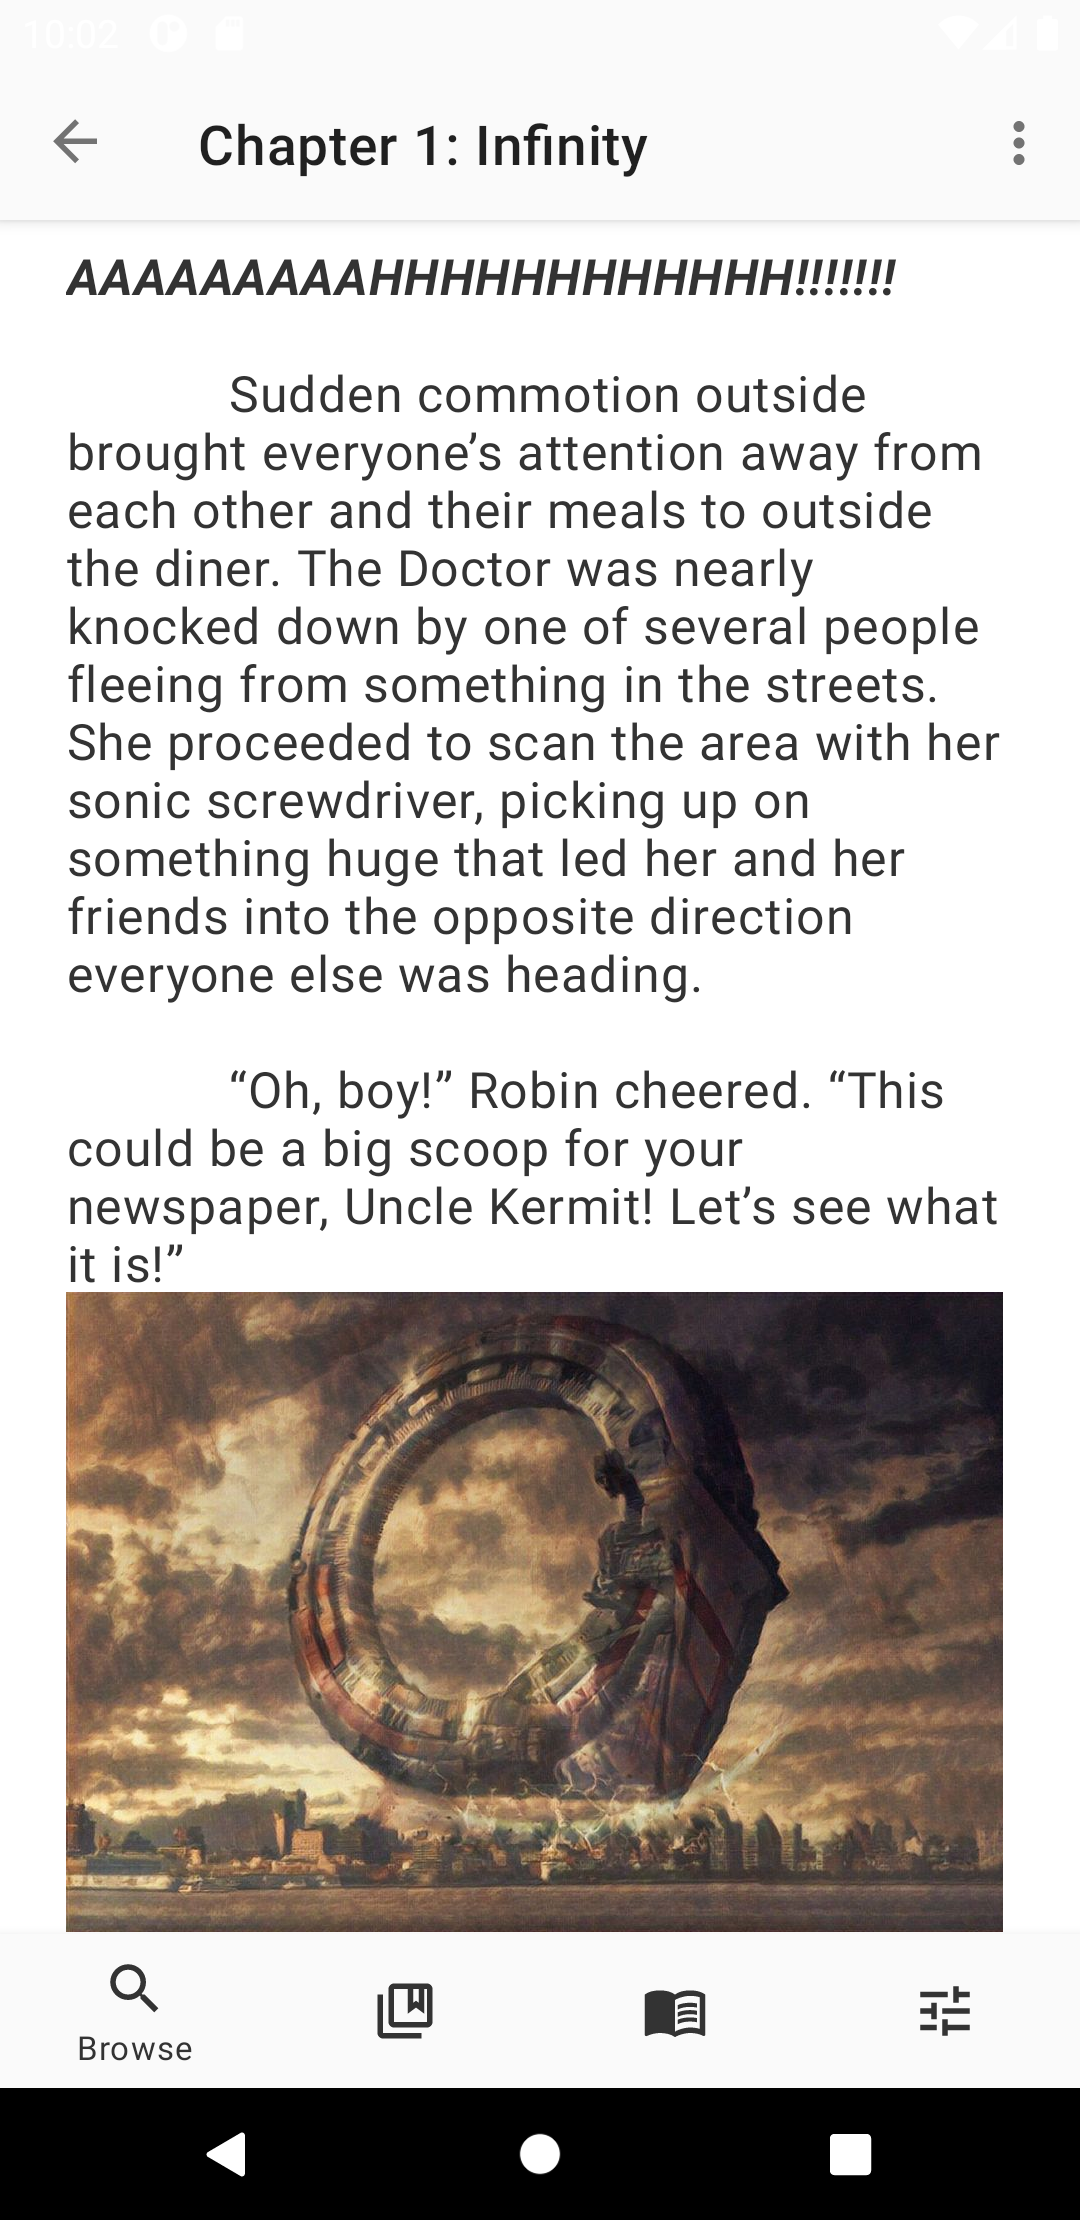 10:02
Chapter 1: Infinity
AAAAAAAAAHHHHHHHHHHHH!!!!!!!
Sudden commotion outside
brought everyone’s attention away from
each other and their meals to outside
the diner. The Doctor was nearly
knocked down by one of several people
fleeing from something in the streets.
She proceeded to scan the area with her
sonic screwdriver, picking up on
something huge that led her and her
friends into the opposite direction
everyone else was heading.
“Oh, boy!” Robin cheered. “This
could be a big scoop for your
newspaper, Uncle Kermit! Let’s see what
it is!”
Browse